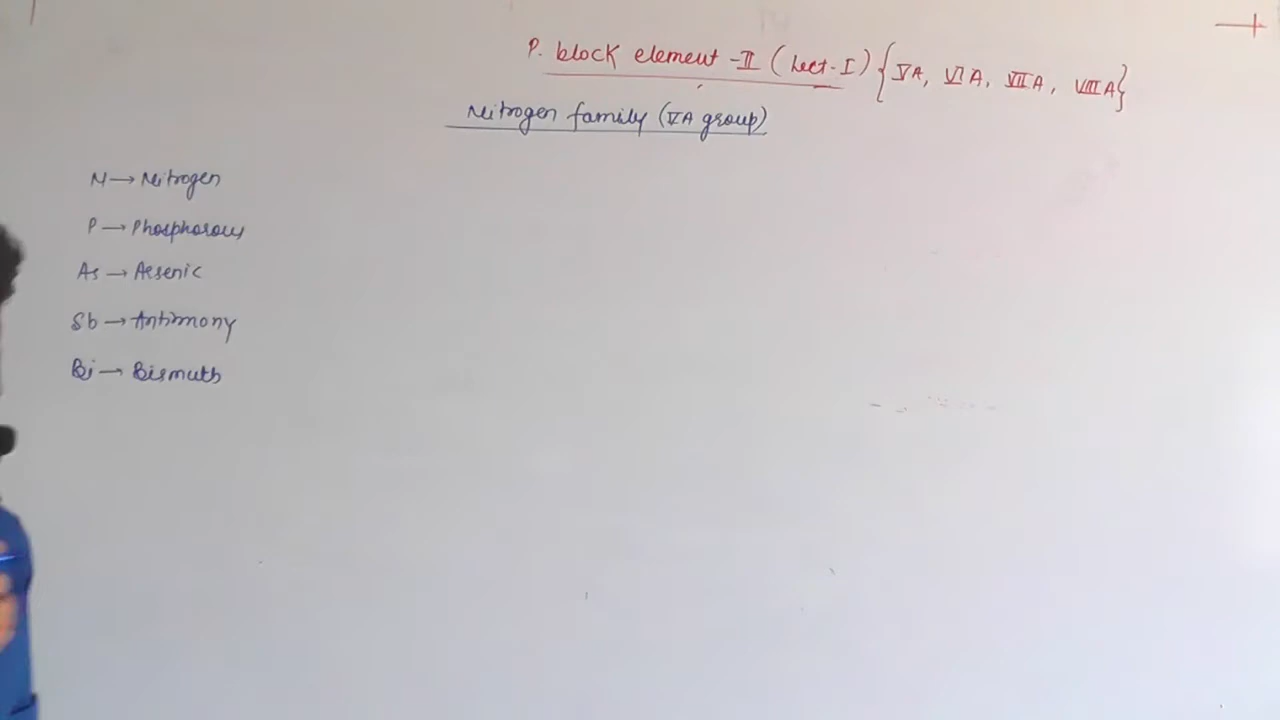 P. block element -II (Lect-I) {VA, VIA, VIIA, VIIIA}
Nitrogen family (VA group)
N → Nitrogen
P → Phosphorous
As → Arsenic
Sb → Antimony
Bi → Bismuth